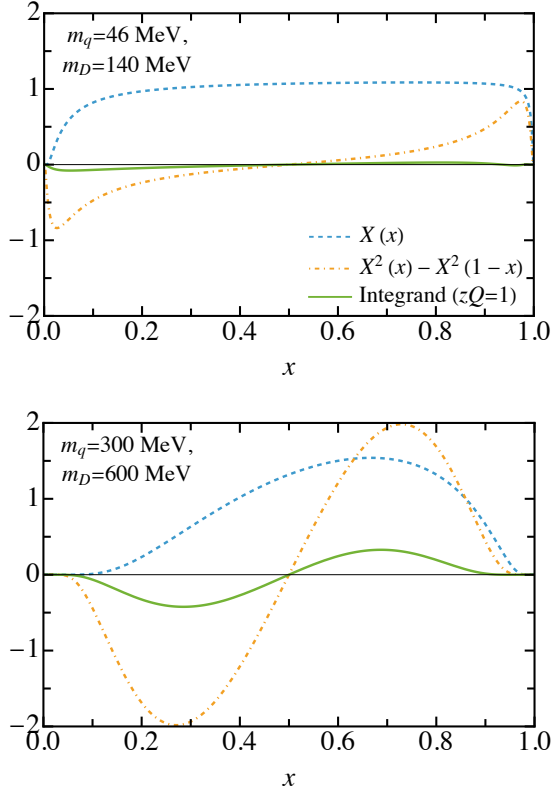 2
m_q=46 MeV,
m_D=140 MeV
1
0
−1
X (x)
X² (x) − X² (1 − x)
Integrand (zQ=1)
−2
0.0 0.2 0.4 0.6 0.8 1.0
x
2
m_q=300 MeV,
m_D=600 MeV
1
0
−1
−2
0.0 0.2 0.4 0.6 0.8 1.0
x